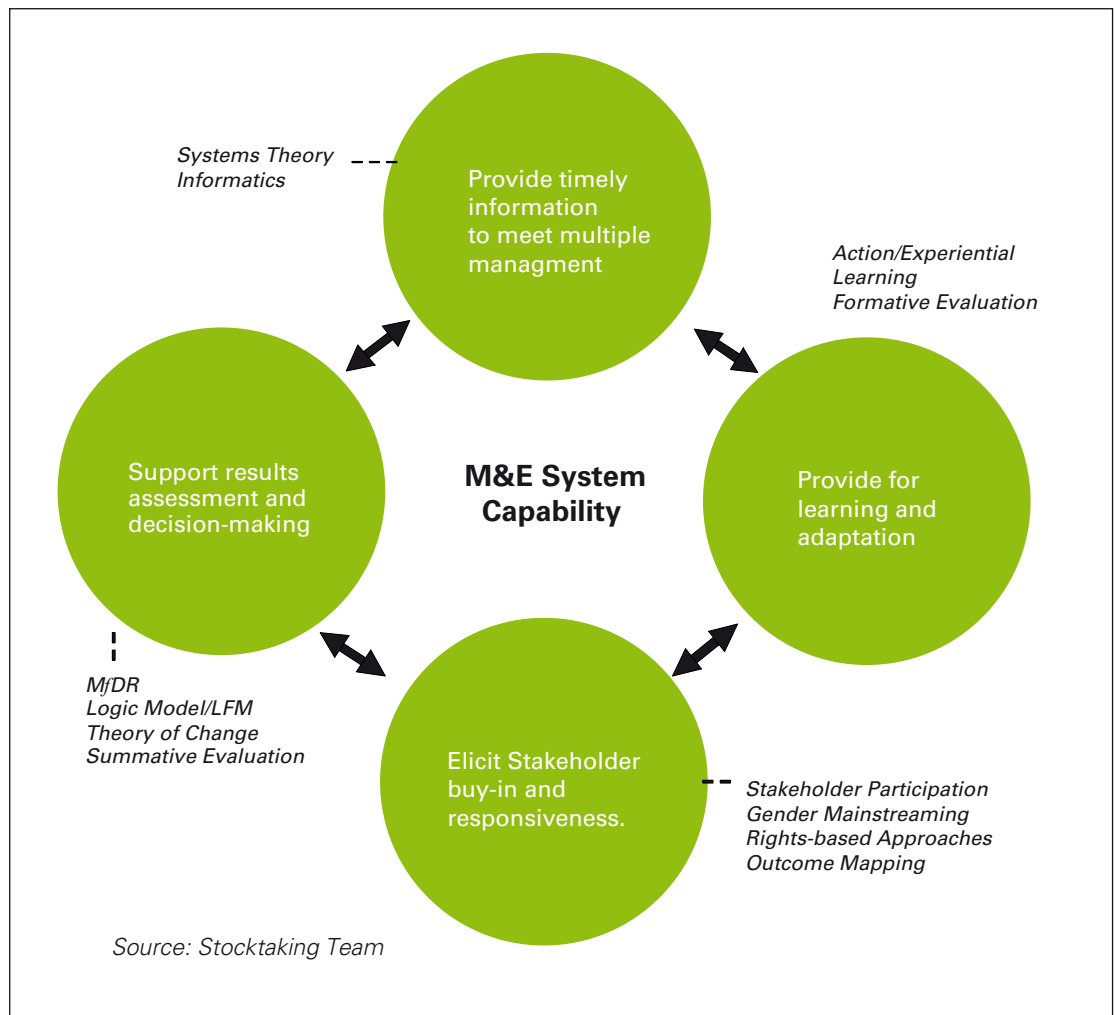 Systems Theory
Informatics
Provide timely
information
to meet multiple
managment
Action/Experiential
Learning
Formative Evaluation
Support results
assessment and
decision-making
M&E System
Capability
Provide for
learning and
adaptation
MfDR
Logic Model/LFM
Theory of Change
Summative Evaluation
Elicit Stakeholder
buy-in and
responsiveness.
Stakeholder Participation
Gender Mainstreaming
Rights-based Approaches
Outcome Mapping
Source: Stocktaking Team